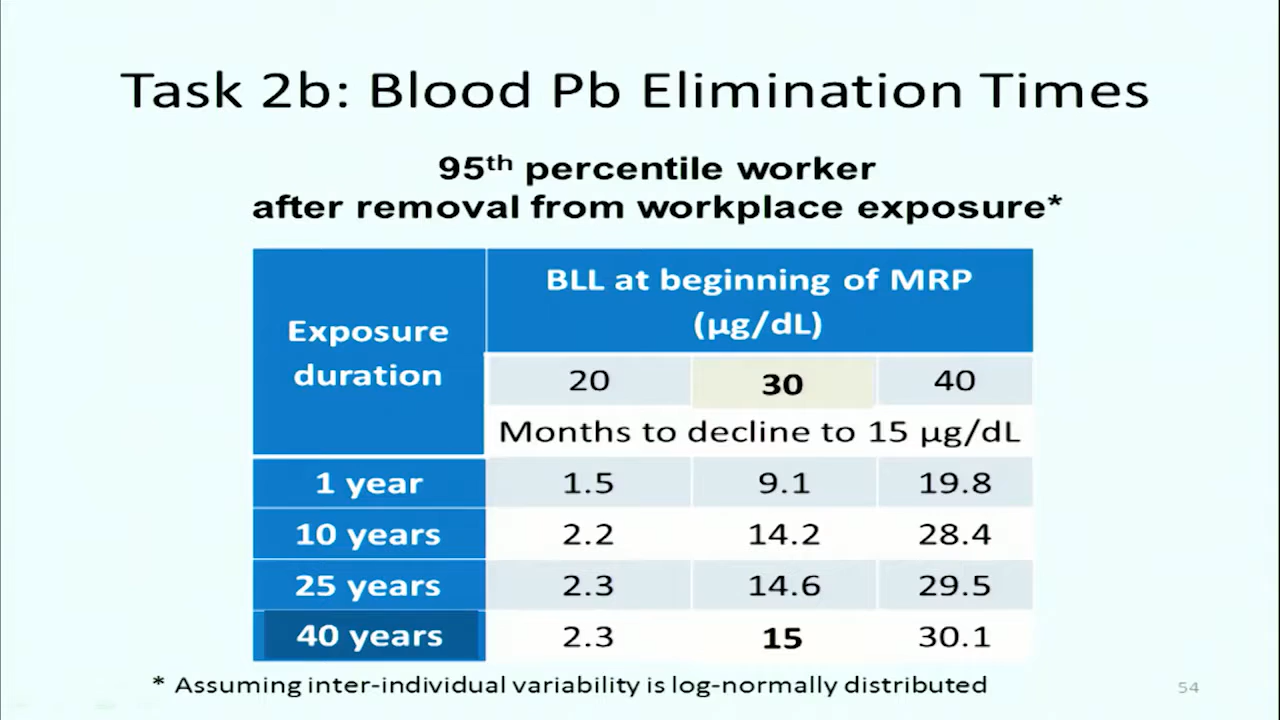 Task 2b: Blood Pb Elimination Times
95th percentile worker
after removal from workplace exposure*
Exposure
duration
BLL at beginning of MRP
(µg/dL)
20 30 40
Months to decline to 15 µg/dL
1 year 1.5 9.1 19.8
10 years 2.2 14.2 28.4
25 years 2.3 14.6 29.5
40 years 2.3 15 30.1
* Assuming inter-individual variability is log-normally distributed
54